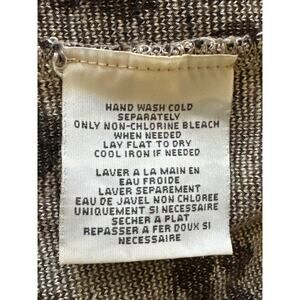 HAND WASH COLD
SEPARATELY
ONLY NON-CHLORINE BLEACH
WHEN NEEDED
LAY FLAT TO DRY
COOL IRON IF NEEDED
LAVER A LA MAIN EN
EAU FROIDE
LAVER SEPAREMENT
EAU DE JAVEL NON CHLOREE
UNIQUEMENT SI NECESSAIRE
SECHER A PLAT
REPASSER A FER DOUX SI
NECESSAIRE